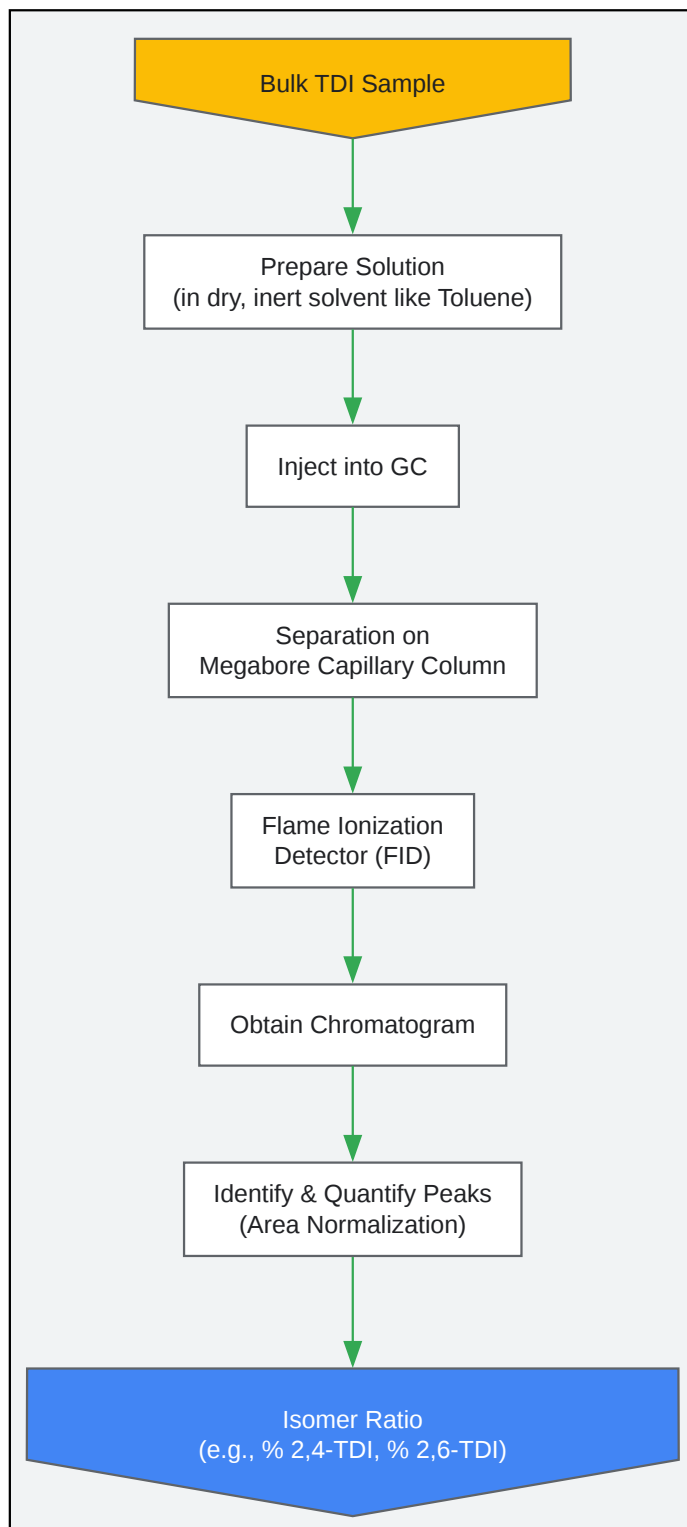 Bulk TDI Sample
Prepare Solution
(in dry, inert solvent like Toluene)
Inject into GC
Separation on
Megabore Capillary Column
Flame Ionization
Detector (FID)
Obtain Chromatogram
Identify & Quantify Peaks
(Area Normalization)
Isomer Ratio
(e.g., % 2,4-TDI, % 2,6-TDI)